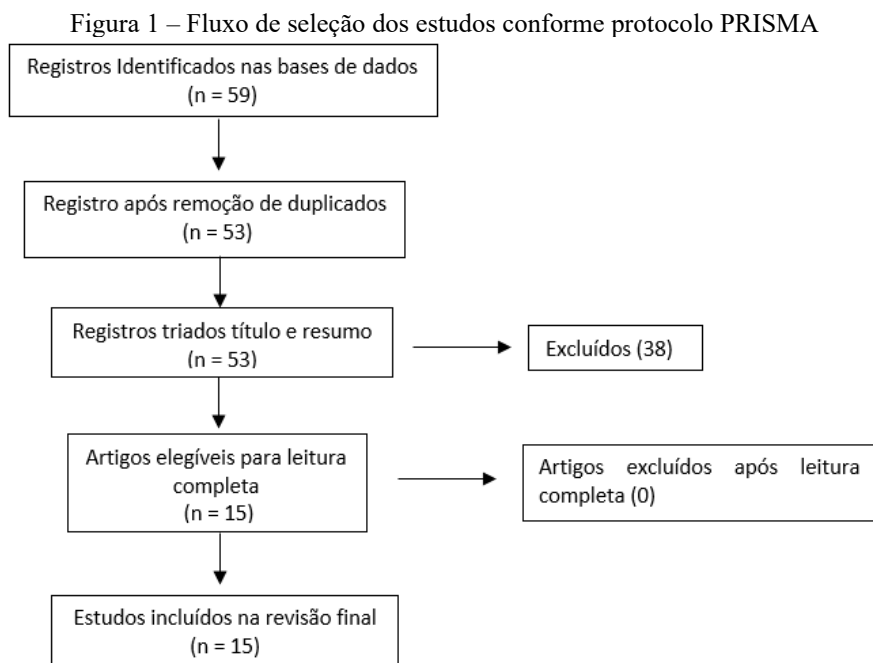 Figura 1 – Fluxo de seleção dos estudos conforme protocolo PRISMA
Registros Identificados nas bases de dados
(n = 59)
Registro após remoção de duplicados
(n = 53)
Registros triados título e resumo
(n = 53)
Excluídos (38)
Artigos elegíveis para leitura
completa
(n = 15)
Artigos excluídos após leitura
completa (0)
Estudos incluídos na revisão final
(n = 15)